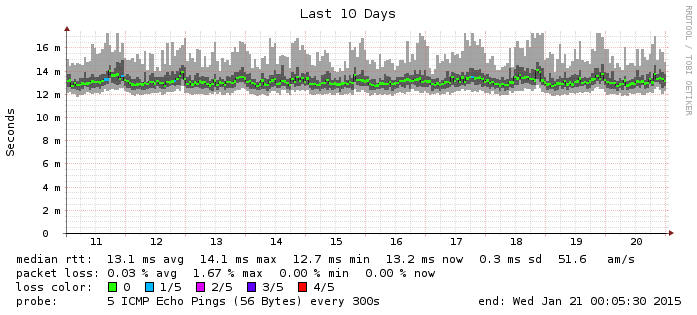 Last 10 Days
RRDTOOL / TOBI OETIKER
Seconds
16 m
14 m
12 m
10 m
8 m
6 m
4 m
2 m
0
11 12 13 14 15 16 17 18 19 20
median rtt: 13.1 ms avg 14.1 ms max 12.7 ms min 13.2 ms now 0.3 ms sd 51.6 am/s
packet loss: 0.03 % avg 1.67 % max 0.00 % min 0.00 % now
loss color: 0 1/5 2/5 3/5 4/5
probe: 5 ICMP Echo Pings (56 Bytes) every 300s end: Wed Jan 21 00:05:30 2015